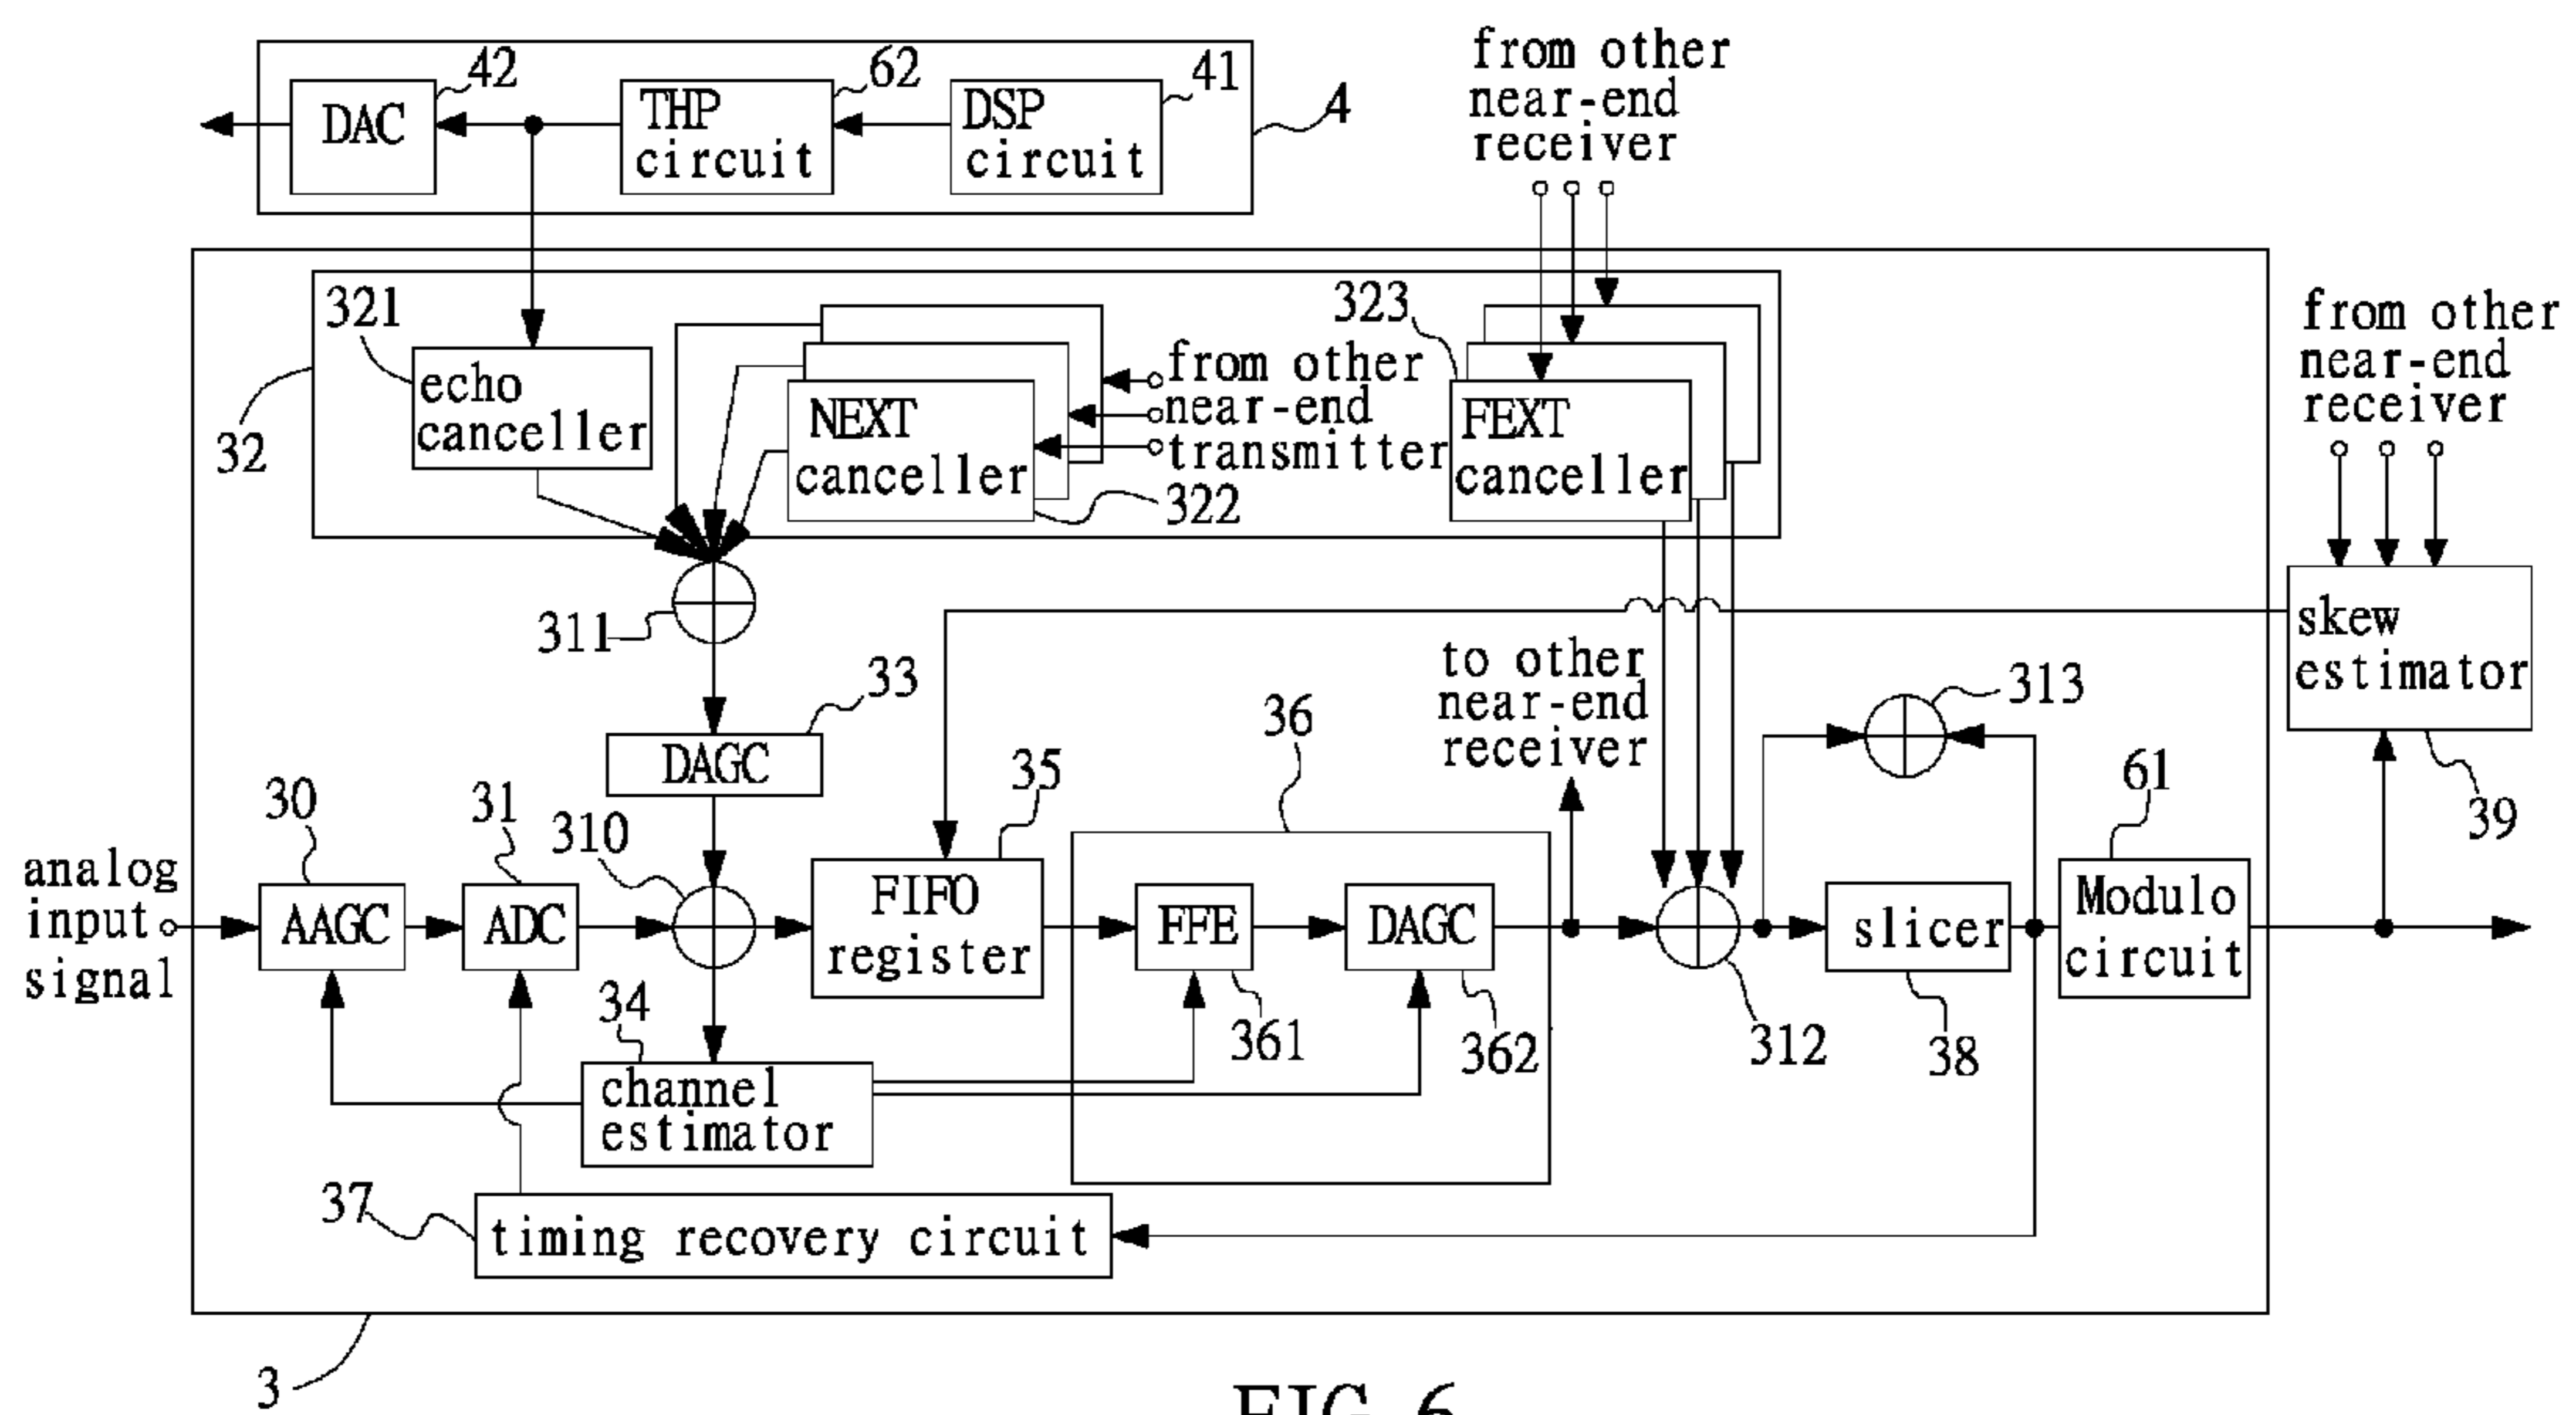 42
DAC
62
THP
circuit
41
DSP
circuit
4
from other
near-end
receiver
321
echo
canceller
32
NEXT
canceller
322
from other
near-end
transmitter
323
FEXT
canceller
from other
near-end
receiver
311
33
DAGC
skew
estimator
39
to other
near-end
receiver
313
36
35
30
31
310
61
analog
input
signal
AAGC
ADC
FIFO
register
FFE
DAGC
slicer
Modulo
circuit
34
361
362
312
38
channel
estimator
37
timing recovery circuit
3
FIG. 6